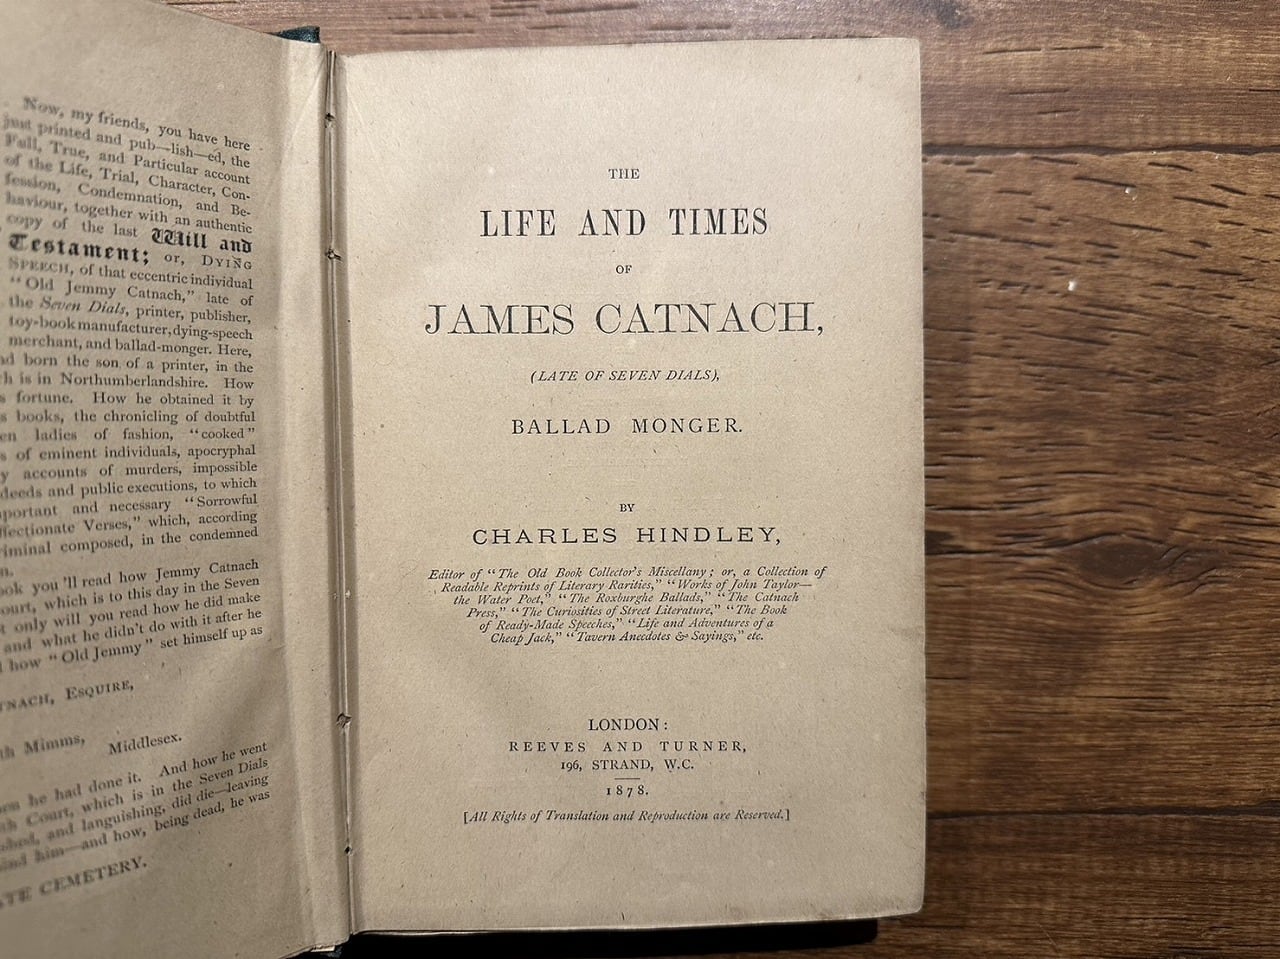 Now, my friends, you have here
just printed and pub—lish—ed, the
Full, True, and Particular account
of the Life, Trial, Character, Con-
fession, Condemnation, and Be-
haviour, together with an authentic
copy of the last Will and
Testament; or, DYING
SPEECH, of that eccentric individual
"Old Jemmy Catnach," late of
the Seven Dials, printer, publisher,
toy-book manufacturer, dying-speech
merchant, and ballad-monger. Here,
born the son of a printer, in the
is in Northumberlandshire. How
fortune. How he obtained it by
books, the chronicling of doubtful
ladies of fashion, "cooked"
of eminent individuals, apocryphal
accounts of murders, impossible
deeds and public executions, to which
and necessary "Sorrowful
Verses," which, according
composed, in the condemned
you'll read how Jemmy Catnach
which is to this day in the Seven
only will you read how he did make
and what he didn't do with it after he
how "Old Jemmy" set himself up as
ESQUIRE,
Mimms, Middlesex.
he had done it. And how he went
Court, which is in the Seven Dials
and languishing, did die—leaving
him—and how, being dead, he was
CEMETERY.
THE
LIFE AND TIMES
OF
JAMES CATNACH,
(LATE OF SEVEN DIALS),
BALLAD MONGER.
BY
CHARLES HINDLEY,
Editor of "The Old Book Collector's Miscellany; or, a Collection of
Readable Reprints of Literary Rarities," "Works of John Taylor—
the Water Poet," "The Roxburghe Ballads," "The Catnach
Press," "The Curiosities of Street Literature," "The Book
of Ready-Made Speeches," "Life and Adventures of a
Cheap Jack," "Tavern Anecdotes & Sayings," etc.
LONDON:
REEVES AND TURNER,
196, STRAND, W.C.
1878.
[All Rights of Translation and Reproduction are Reserved.]